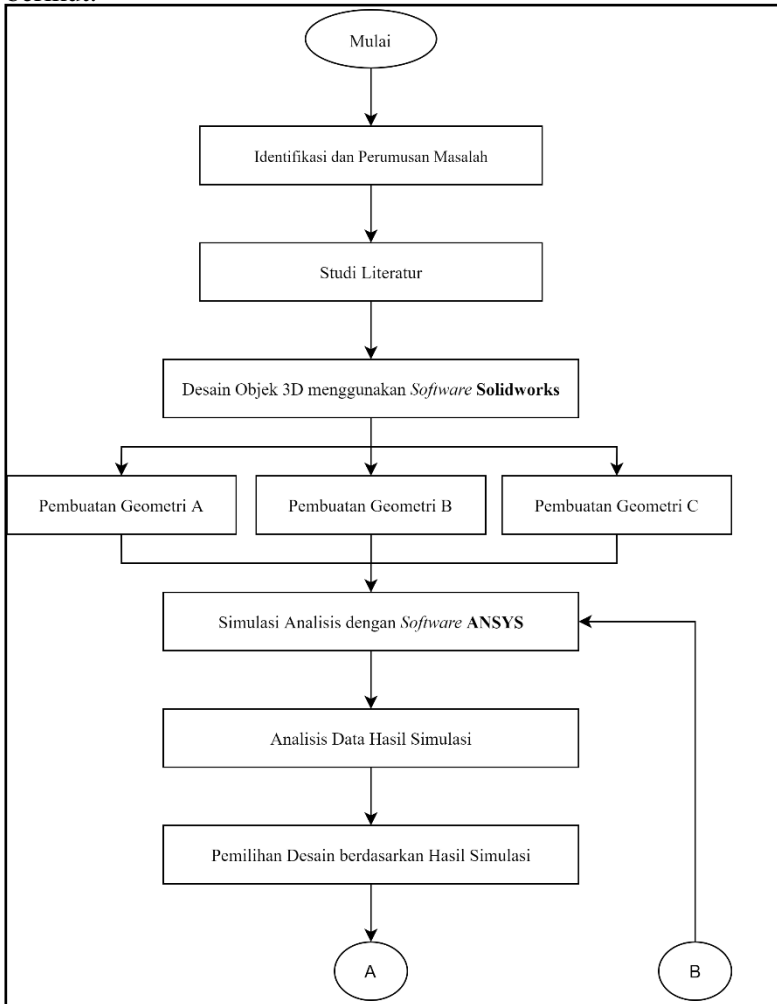 berikut:
Mulai
Identifikasi dan Perumusan Masalah
Studi Literatur
Desain Objek 3D menggunakan Software Solidworks
Pembuatan Geometri A
Pembuatan Geometri B
Pembuatan Geometri C
Simulasi Analisis dengan Software ANSYS
Analisis Data Hasil Simulasi
Pemilihan Desain berdasarkan Hasil Simulasi
A
B